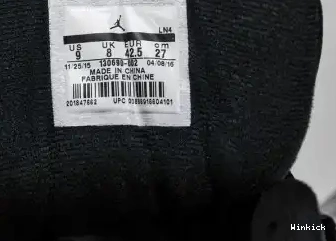 LN4
US UK EUR cm
9 8 42.5 27
11/25/15 130690-002 04/08/16
MADE IN CHINA
FABRIQUE EN CHINE
201847662 UPC
Winkick